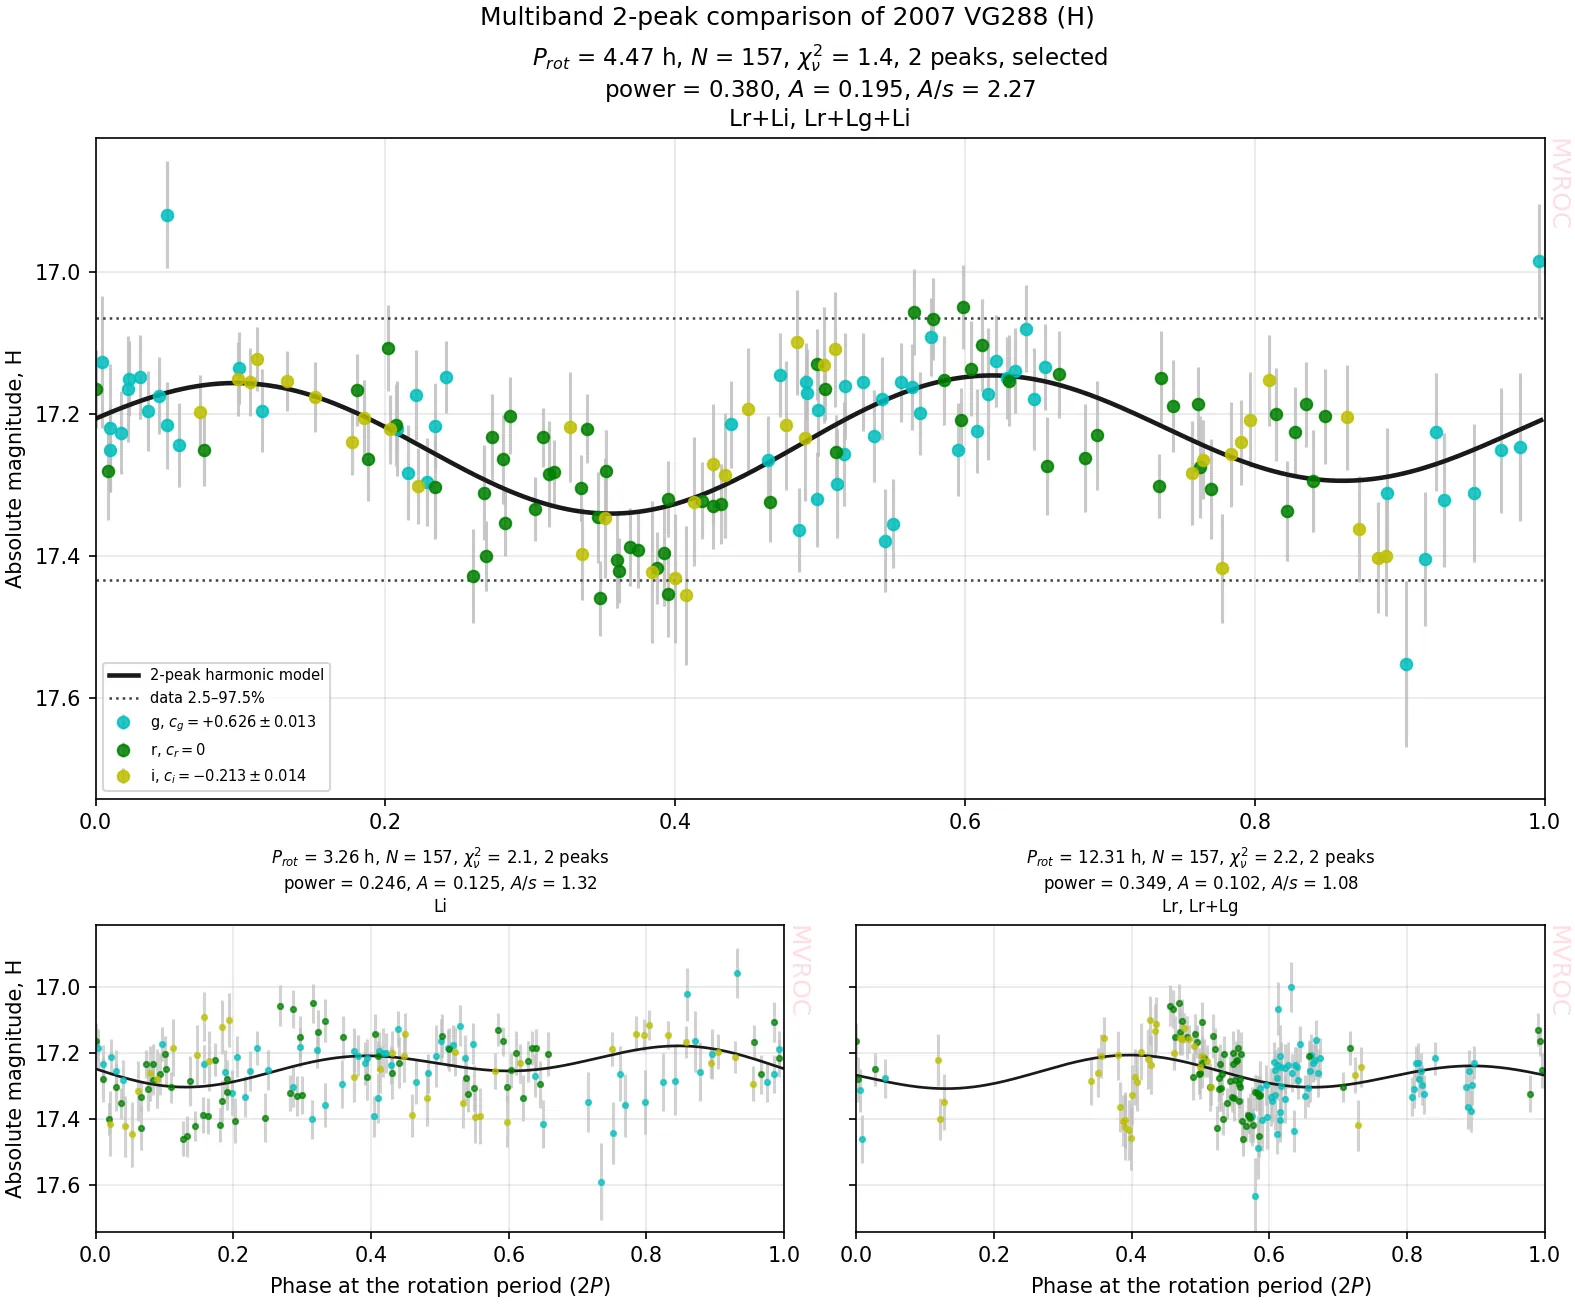 Multiband 2-peak comparison of 2007 VG288 (H)
P_rot = 4.47 h, N = 157, χ²_ν = 1.4, 2 peaks, selected
power = 0.380, A = 0.195, A/s = 2.27
Lr+Li, Lr+Lg+Li
MVROC
Absolute magnitude, H
17.0
17.2
17.4
17.6
2-peak harmonic model
data 2.5–97.5%
g, c_g = +0.626 ± 0.013
r, c_r = 0
i, c_i = −0.213 ± 0.014
0.0 0.2 0.4 0.6 0.8 1.0
P_rot = 3.26 h, N = 157, χ²_ν = 2.1, 2 peaks
power = 0.246, A = 0.125, A/s = 1.32
Li
MVROC
Absolute magnitude, H
17.0
17.2
17.4
17.6
0.0 0.2 0.4 0.6 0.8 1.0
Phase at the rotation period (2P)
P_rot = 12.31 h, N = 157, χ²_ν = 2.2, 2 peaks
power = 0.349, A = 0.102, A/s = 1.08
Lr, Lr+Lg
MVROC
0.0 0.2 0.4 0.6 0.8 1.0
Phase at the rotation period (2P)